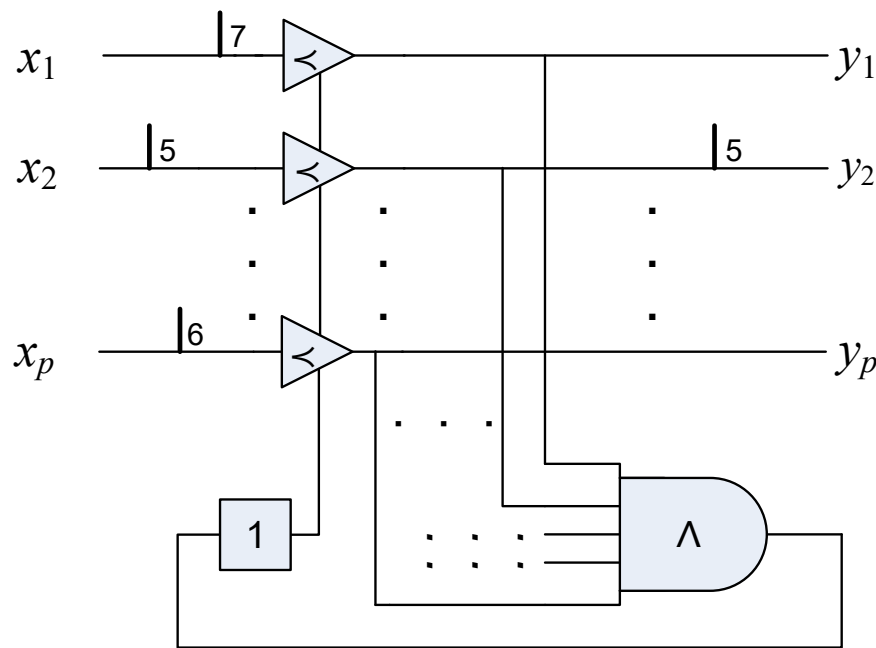 x₁ 7 ≺ y₁
x₂ 5 ≺ 5 y₂
xₚ 6 ≺ yₚ
1 ∧